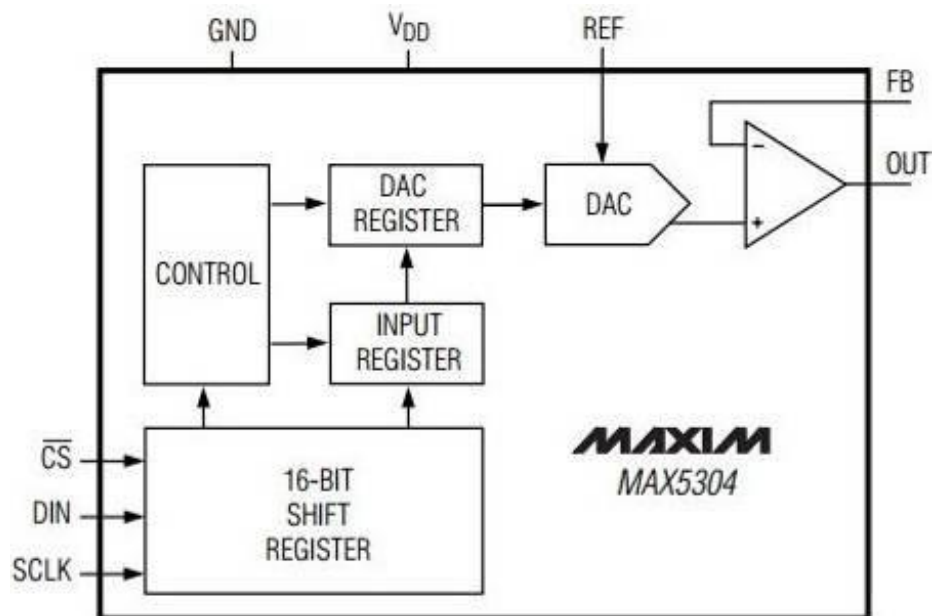 GND
VDD
REF
FB
OUT
DAC
REGISTER
DAC
−
+
CONTROL
INPUT
REGISTER
CS
DIN
SCLK
16-BIT
SHIFT
REGISTER
MAXIM
MAX5304